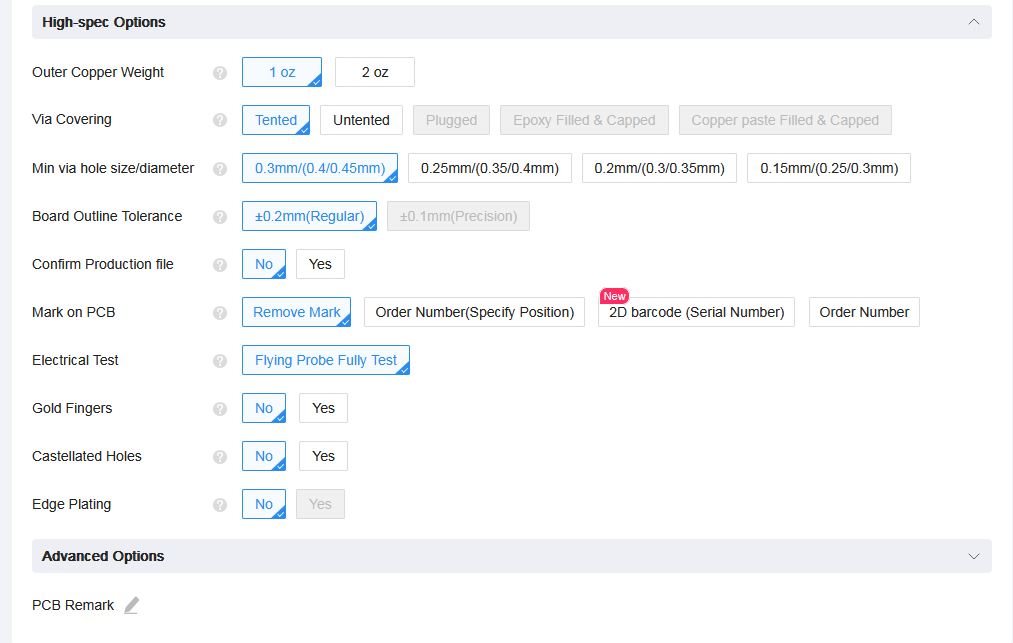 High-spec Options
Outer Copper Weight ? 1 oz 2 oz
Via Covering ? Tented Untented Plugged Epoxy Filled & Capped Copper paste Filled & Capped
Min via hole size/diameter ? 0.3mm/(0.4/0.45mm) 0.25mm/(0.35/0.4mm) 0.2mm/(0.3/0.35mm) 0.15mm/(0.25/0.3mm)
Board Outline Tolerance ? ±0.2mm(Regular) ±0.1mm(Precision)
Confirm Production file ? No Yes
New
Mark on PCB ? Remove Mark Order Number(Specify Position) 2D barcode (Serial Number) Order Number
Electrical Test ? Flying Probe Fully Test
Gold Fingers ? No Yes
Castellated Holes ? No Yes
Edge Plating ? No Yes
Advanced Options
PCB Remark